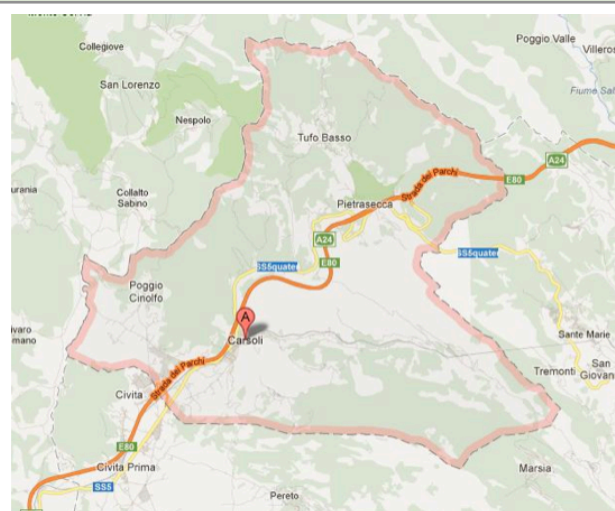 Collegiove
Poggio Valle
San Lorenzo
Nespolo
Fiume Sal
Tufo Basso
A24
E80
Strada dei Parchi
Collalto
Sabino
Pietrasecca
A24
SS5quater
E80
SS5quater
Poggio
Cinolfo
A
Carsoli
Sante Marie
Strada dei Parchi
Tremonti
San
Giovan
Civita
E80
Civita Prima
SS5
Pereto
Marsia